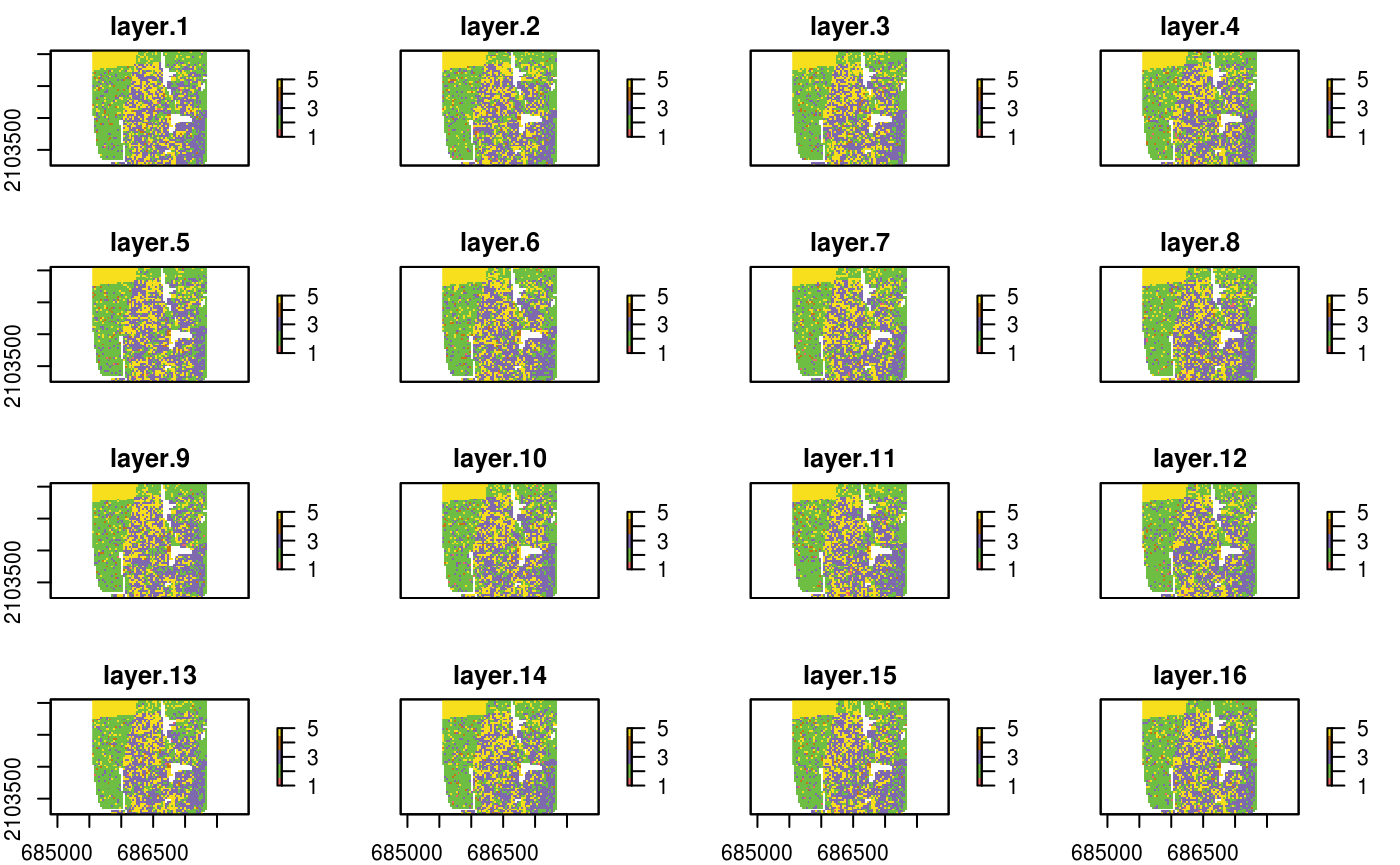 layer.1 layer.2 layer.3 layer.4
2103500 5 3 1 5 3 1 5 3 1 5 3 1
layer.5 layer.6 layer.7 layer.8
2103500 5 3 1 5 3 1 5 3 1 5 3 1
layer.9 layer.10 layer.11 layer.12
2103500 5 3 1 5 3 1 5 3 1 5 3 1
layer.13 layer.14 layer.15 layer.16
2103500 5 3 1 5 3 1 5 3 1 5 3 1
685000 686500 685000 686500 685000 686500 685000 686500